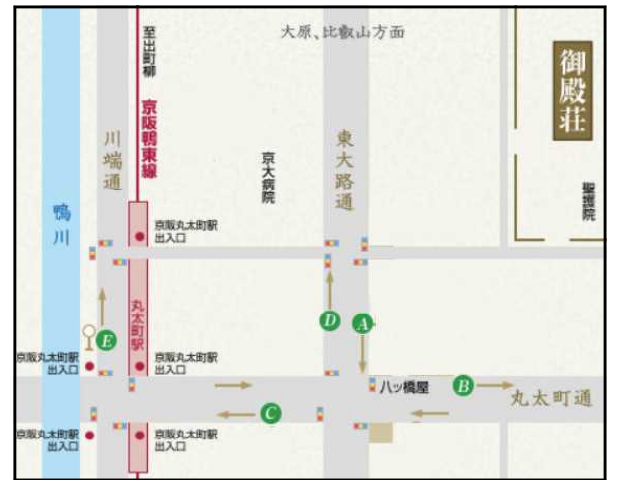 至出町柳
大原、比叡山方面
御殿荘
京阪鴨東線
川端通
東大路通
京大病院
聖護院
鴨川
京阪丸太町駅
出入口
丸太町駅
D
A
E
京阪丸太町駅
出入口
京阪丸太町駅
出入口
八ッ橋屋
B
丸太町通
C
京阪丸太町駅
出入口
京阪丸太町駅
出入口